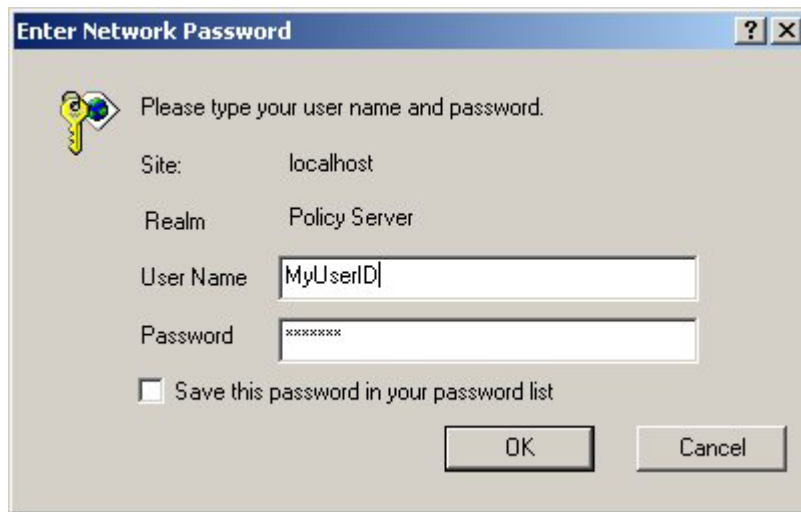 Enter Network Password
Please type your user name and password.
Site: localhost
Realm Policy Server
User Name MyUserID
Password *******
Save this password in your password list
OK Cancel